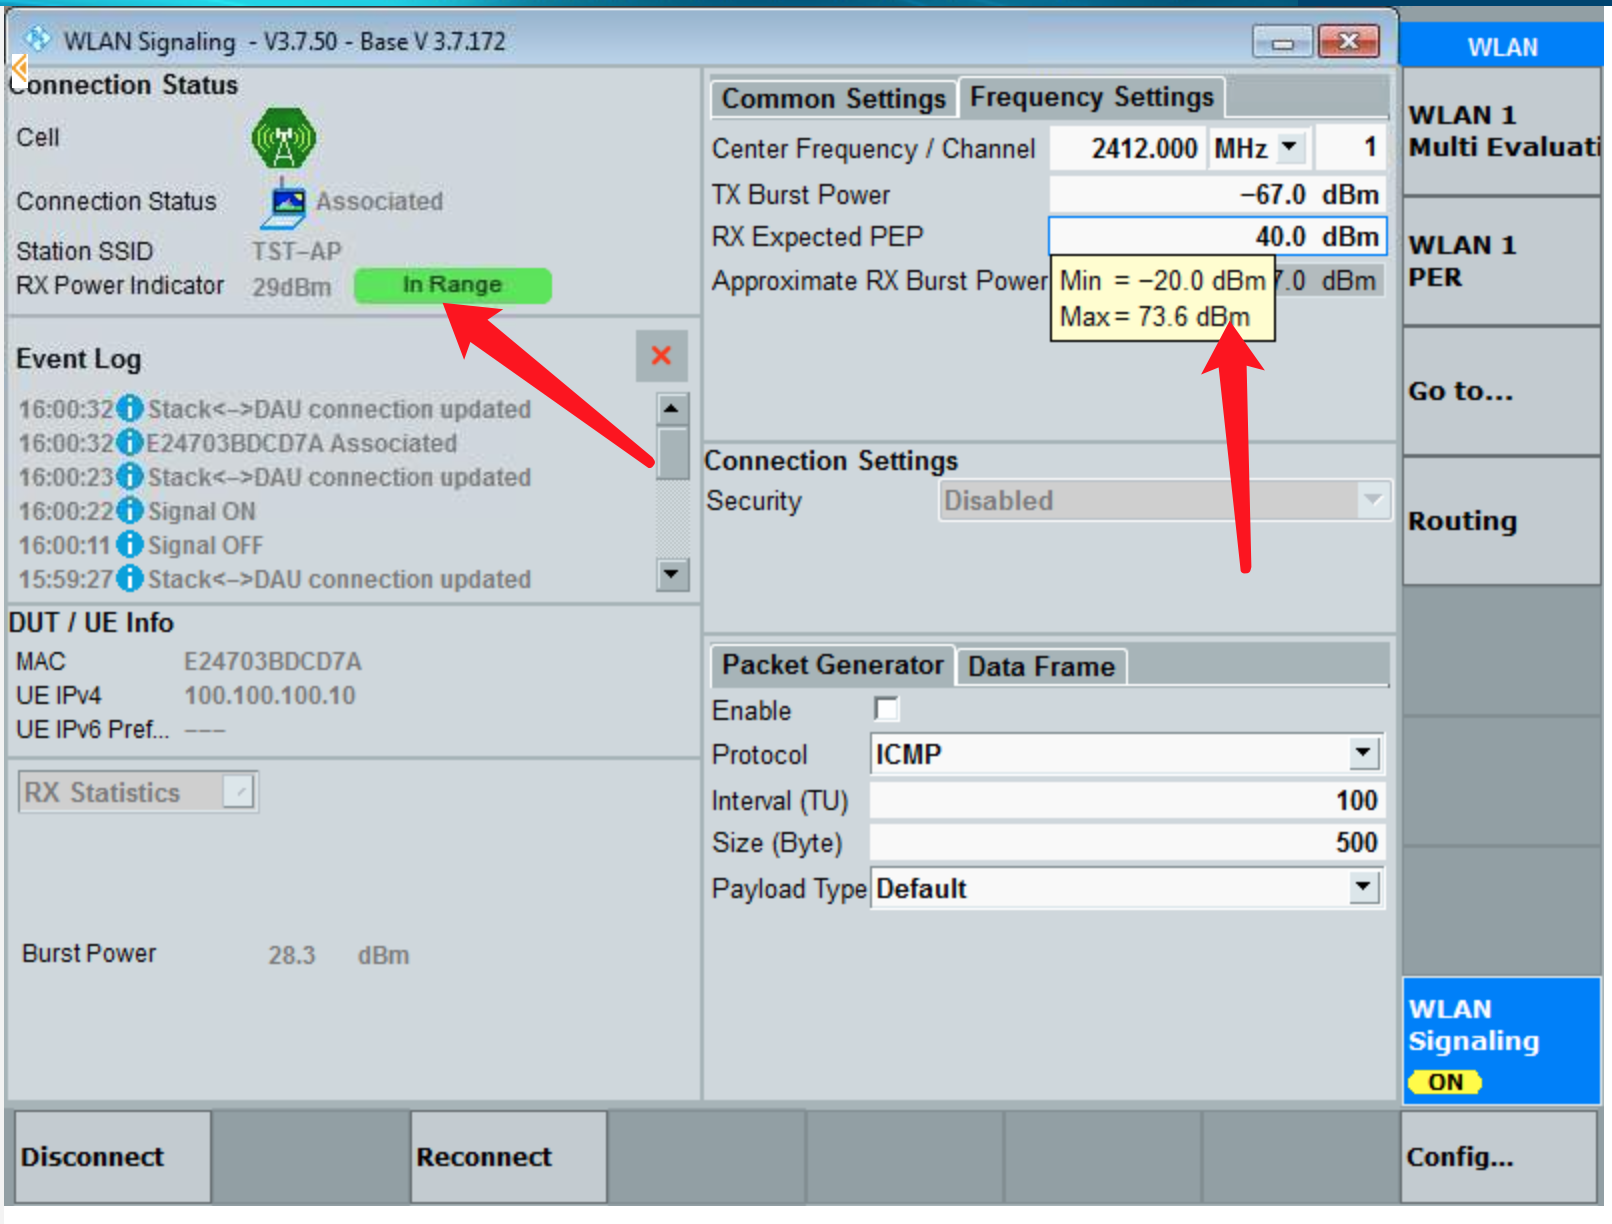 WLAN Signaling - V3.7.50 - Base V 3.7.172
Connection Status
Cell
Connection Status Associated
Station SSID TST-AP
RX Power Indicator 29dBm In Range
Event Log
16:00:32 Stack<->DAU connection updated
16:00:32 E24703BDCD7A Associated
16:00:23 Stack<->DAU connection updated
16:00:22 Signal ON
16:00:11 Signal OFF
15:59:27 Stack<->DAU connection updated
DUT / UE Info
MAC E24703BDCD7A
UE IPv4 100.100.100.10
UE IPv6 Pref... ---
RX Statistics
Burst Power 28.3 dBm
Common Settings Frequency Settings
Center Frequency / Channel 2412.000 MHz 1
TX Burst Power -67.0 dBm
RX Expected PEP 40.0 dBm
Approximate RX Burst Power 7.0 dBm
Min = -20.0 dBm
Max = 73.6 dBm
Connection Settings
Security Disabled
Packet Generator Data Frame
Enable
Protocol ICMP
Interval (TU) 100
Size (Byte) 500
Payload Type Default
WLAN
WLAN 1
Multi Evaluati
WLAN 1
PER
Go to...
Routing
WLAN
Signaling
ON
Disconnect
Reconnect
Config...